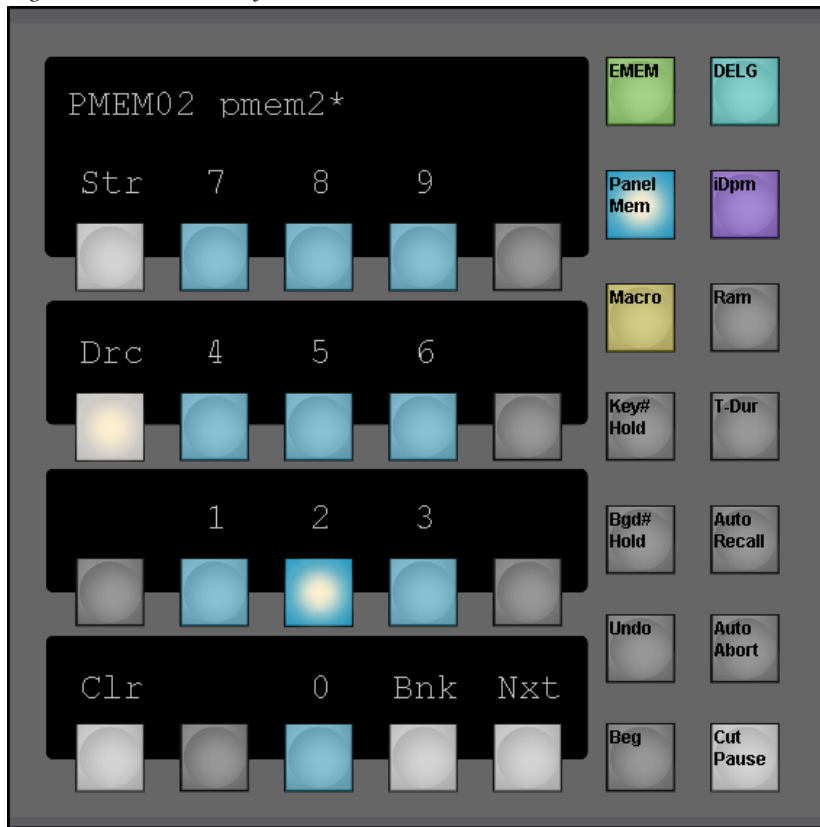 PMEM02 pmem2*
Str 7 8 9
Drc 4 5 6
1 2 3
Clr 0 Bnk Nxt
EMEM DELG
Panel
Mem
iDpm
Macro Ram
Key#
Hold
T-Dur
Bgd#
Hold
Auto
Recall
Undo
Auto
Abort
Beg
Cut
Pause